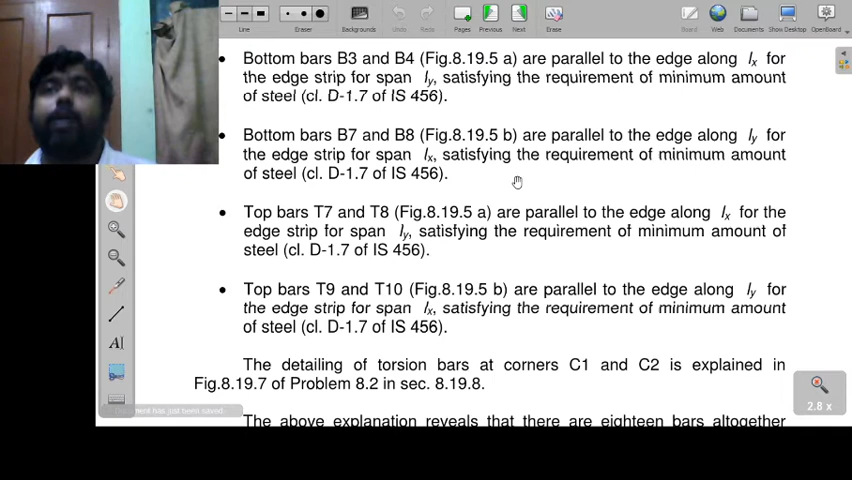 Line
Eraser
Backgrounds
Undo
Redo
Pages
Previous
Next
Erase
Board
Web
Documents
Show Desktop
OpenBoard
• Bottom bars B3 and B4 (Fig.8.19.5 a) are parallel to the edge along lx for
the edge strip for span ly, satisfying the requirement of minimum amount
of steel (cl. D-1.7 of IS 456).
• Bottom bars B7 and B8 (Fig.8.19.5 b) are parallel to the edge along ly for
the edge strip for span lx, satisfying the requirement of minimum amount
of steel (cl. D-1.7 of IS 456).
• Top bars T7 and T8 (Fig.8.19.5 a) are parallel to the edge along lx for the
edge strip for span ly, satisfying the requirement of minimum amount of
steel (cl. D-1.7 of IS 456).
• Top bars T9 and T10 (Fig.8.19.5 b) are parallel to the edge along ly for
the edge strip for span lx, satisfying the requirement of minimum amount
of steel (cl. D-1.7 of IS 456).
The detailing of torsion bars at corners C1 and C2 is explained in
Fig.8.19.7 of Problem 8.2 in sec. 8.19.8.
The above explanation reveals that there are eighteen bars altogether
Document has just been saved
2.8 x